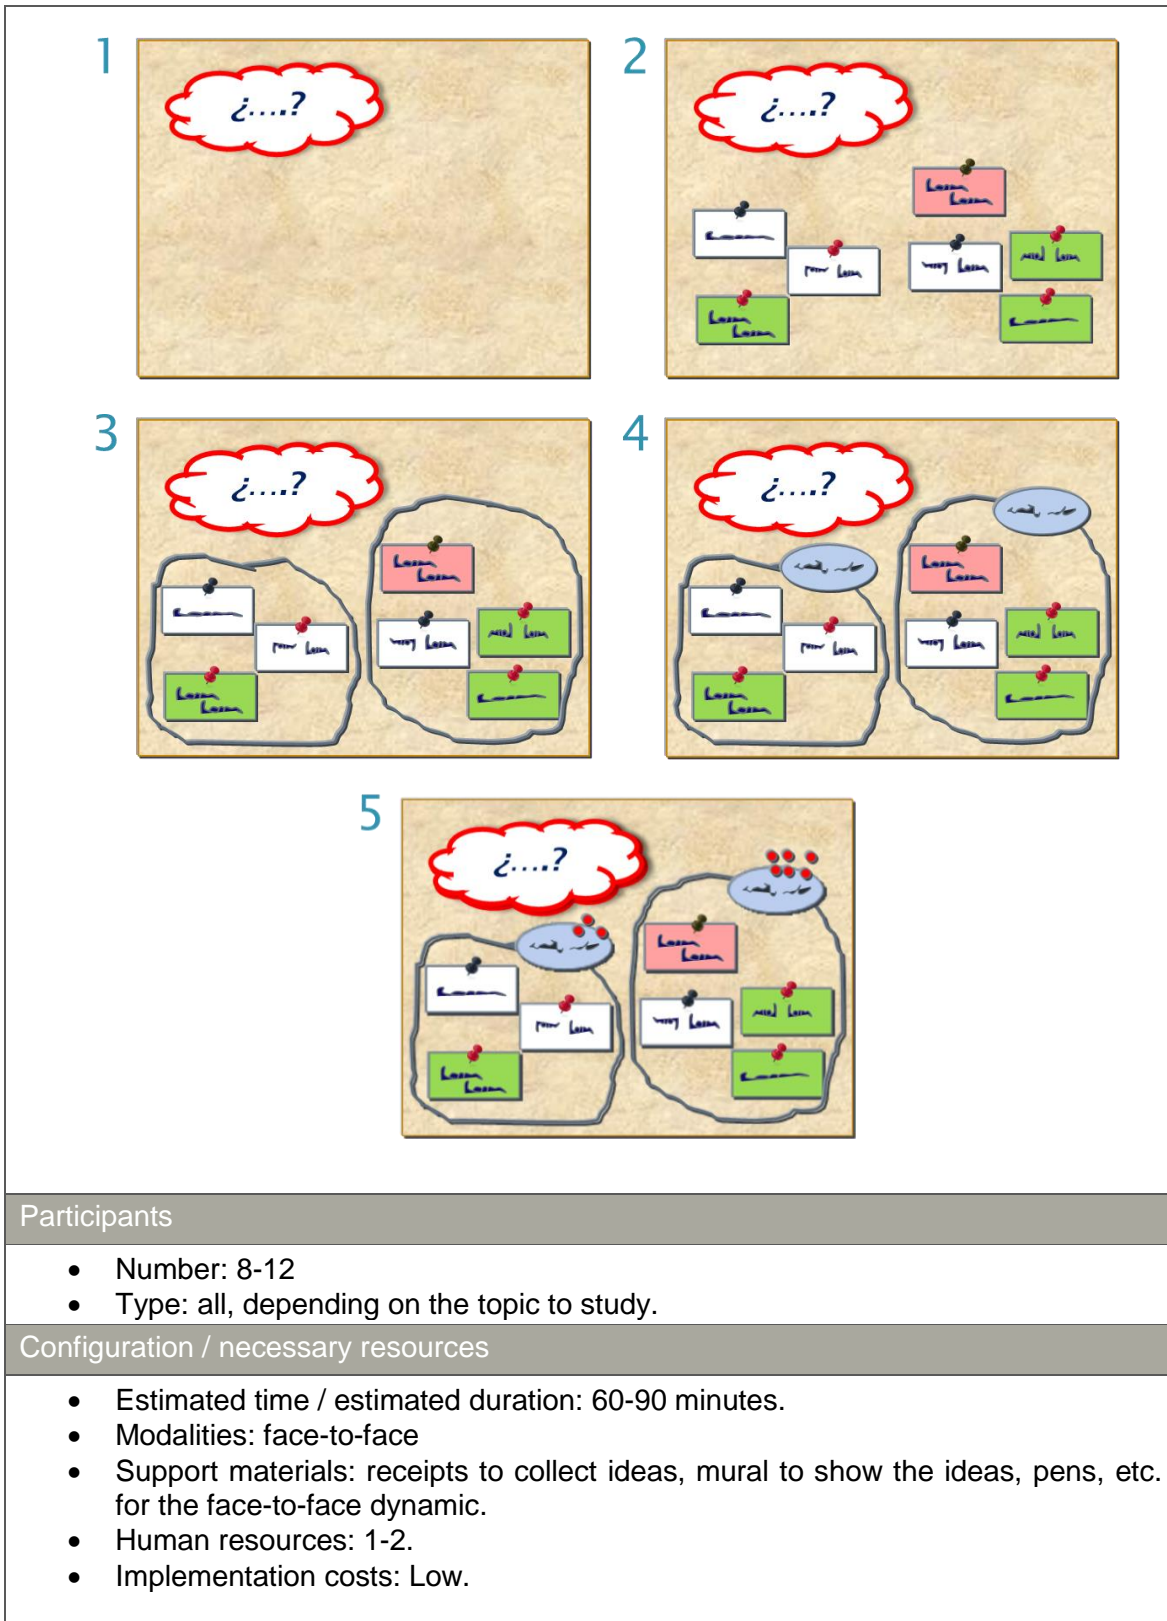 1
¿....?
2
¿....?
3
¿....?
4
¿....?
5
¿....?
Participants
• Number: 8-12
• Type: all, depending on the topic to study.
Configuration / necessary resources
• Estimated time / estimated duration: 60-90 minutes.
• Modalities: face-to-face
• Support materials: receipts to collect ideas, mural to show the ideas, pens, etc.
for the face-to-face dynamic.
• Human resources: 1-2.
• Implementation costs: Low.